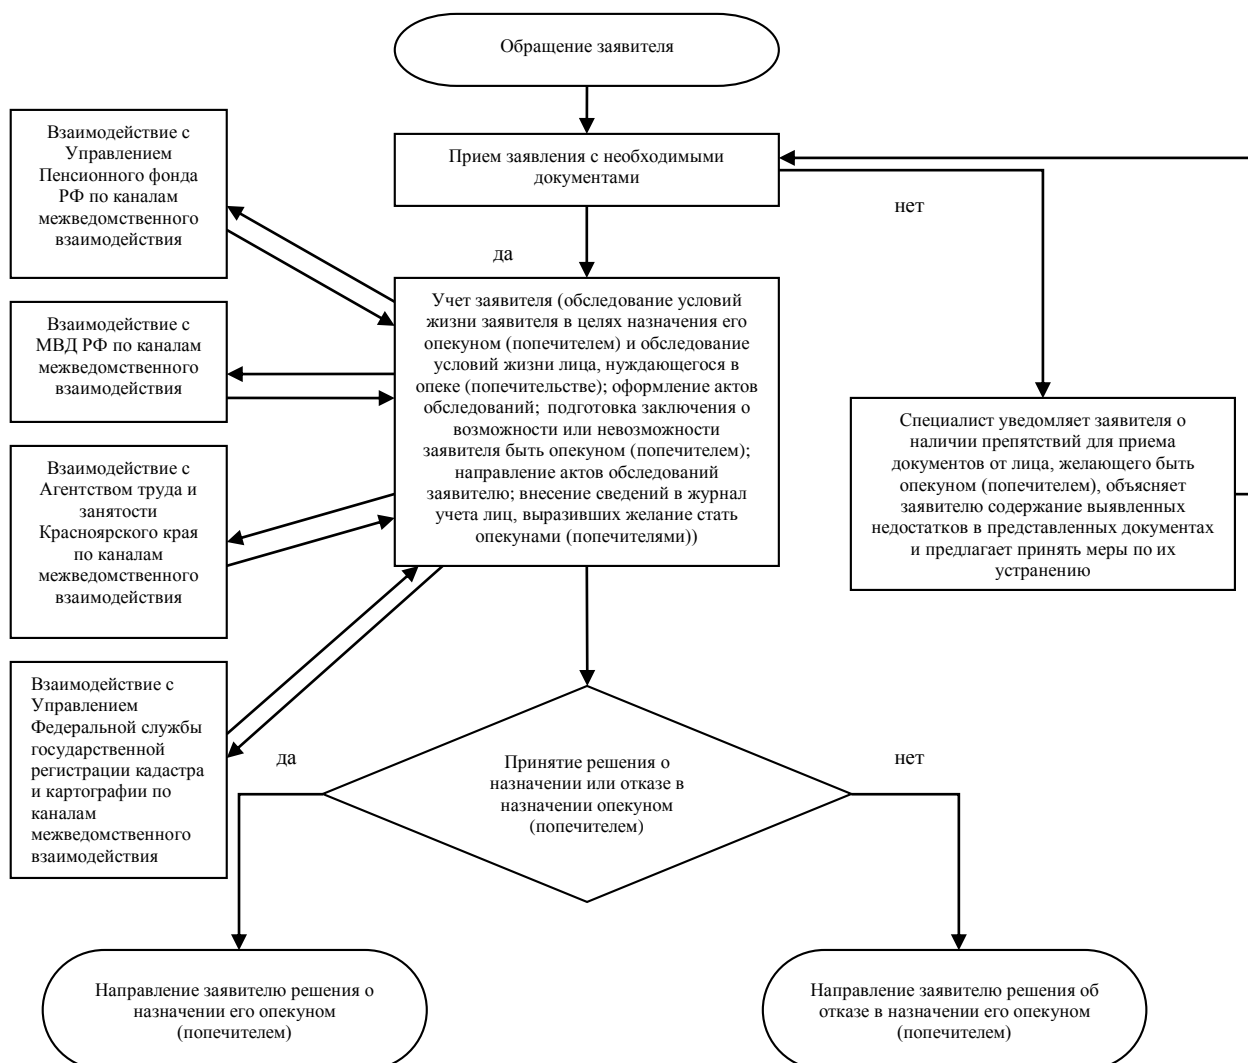 Обращение заявителя
Прием заявления с необходимыми
документами
нет
да
Взаимодействие с
Управлением
Пенсионного фонда
РФ по каналам
межведомственного
взаимодействия
Взаимодействие с
МВД РФ по каналам
межведомственного
взаимодействия
Взаимодействие с
Агентством труда и
занятости
Красноярского края
по каналам
межведомственного
взаимодействия
Взаимодействие с
Управлением
Федеральной службы
государственной
регистрации кадастра
и картографии по
каналам
межведомственного
взаимодействия
Учет заявителя (обследование условий
жизни заявителя в целях назначения его
опекуном (попечителем) и обследование
условий жизни лица, нуждающегося в
опеке (попечительстве); оформление актов
обследований; подготовка заключения о
возможности или невозможности
заявителя быть опекуном (попечителем);
направление актов обследований
заявителю; внесение сведений в журнал
учета лиц, выразивших желание стать
опекунами (попечителями))
Специалист уведомляет заявителя о
наличии препятствий для приема
документов от лица, желающего быть
опекуном (попечителем), объясняет
заявителю содержание выявленных
недостатков в представленных документах
и предлагает принять меры по их
устранению
да
Принятие решения о
назначении или отказе в
назначении опекуном
(попечителем)
нет
Направление заявителю решения о
назначении его опекуном
(попечителем)
Направление заявителю решения об
отказе в назначении его опекуном
(попечителем)